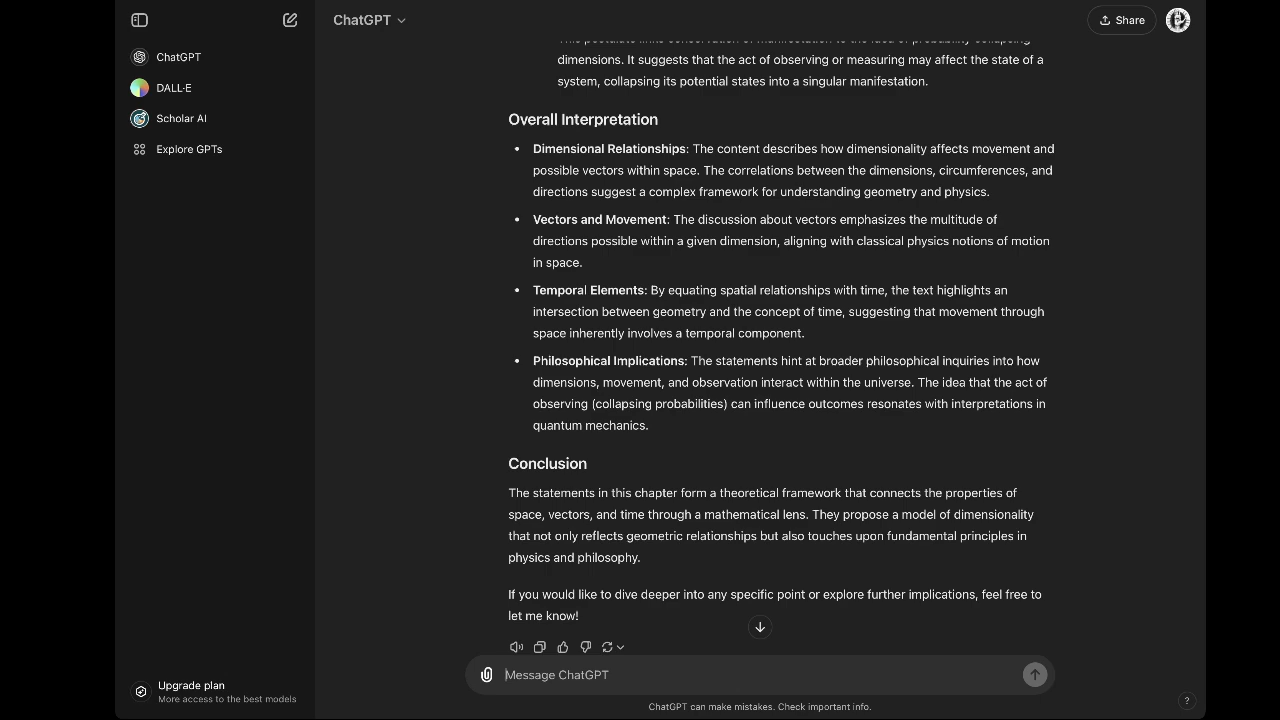 ChatGPT
Share
ChatGPT
DALL·E
Scholar AI
Explore GPTs
This postulate links conservation of manifestation to the idea of probability collapsing
dimensions. It suggests that the act of observing or measuring may affect the state of a
system, collapsing its potential states into a singular manifestation.
Overall Interpretation
• Dimensional Relationships: The content describes how dimensionality affects movement and
possible vectors within space. The correlations between the dimensions, circumferences, and
directions suggest a complex framework for understanding geometry and physics.
• Vectors and Movement: The discussion about vectors emphasizes the multitude of
directions possible within a given dimension, aligning with classical physics notions of motion
in space.
• Temporal Elements: By equating spatial relationships with time, the text highlights an
intersection between geometry and the concept of time, suggesting that movement through
space inherently involves a temporal component.
• Philosophical Implications: The statements hint at broader philosophical inquiries into how
dimensions, movement, and observation interact within the universe. The idea that the act of
observing (collapsing probabilities) can influence outcomes resonates with interpretations in
quantum mechanics.
Conclusion
The statements in this chapter form a theoretical framework that connects the properties of
space, vectors, and time through a mathematical lens. They propose a model of dimensionality
that not only reflects geometric relationships but also touches upon fundamental principles in
physics and philosophy.
If you would like to dive deeper into any specific point or explore further implications, feel free to
let me know!
Message ChatGPT
Upgrade plan
More access to the best models
ChatGPT can make mistakes. Check important info.
?